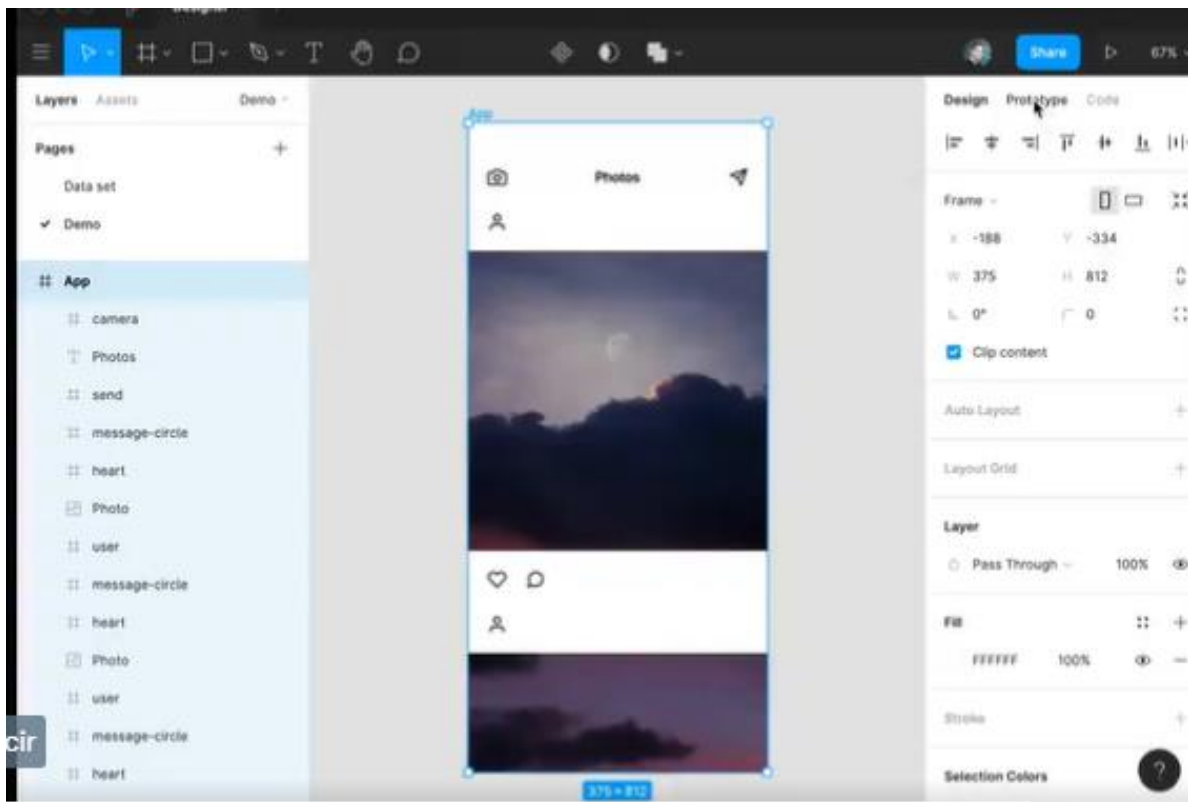 Designer
Share
67%
Layers Assets Demo
Pages
Data set
Demo
App
camera
Photos
send
message-circle
heart
Photo
user
message-circle
heart
Photo
user
message-circle
heart
cir
App
Photos
375 × 812
Design Prototype Code
Frame
X -188 Y -334
W 375 H 812
0° 0
Clip content
Auto Layout
Layout Grid
Layer
Pass Through 100%
Fill
FFFFFF 100%
Stroke
Selection Colors
?